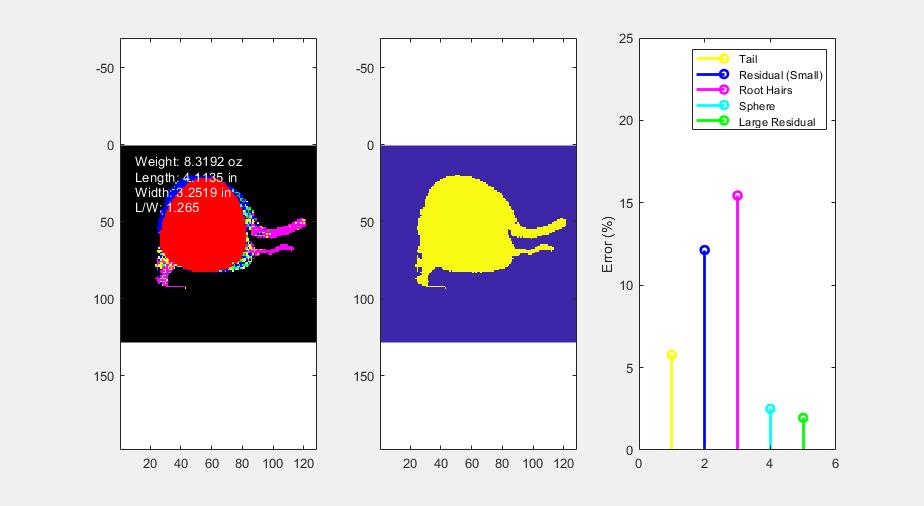 Weight: 8.3192 oz
Length: 4.1135 in
Width: 3.2519 in
L/W: 1.265
-50
0
50
100
150
20 40 60 80 100 120
-50
0
50
100
150
20 40 60 80 100 120
Error (%)
25
20
15
10
5
0
0 2 4 6
Tail
Residual (Small)
Root Hairs
Sphere
Large Residual